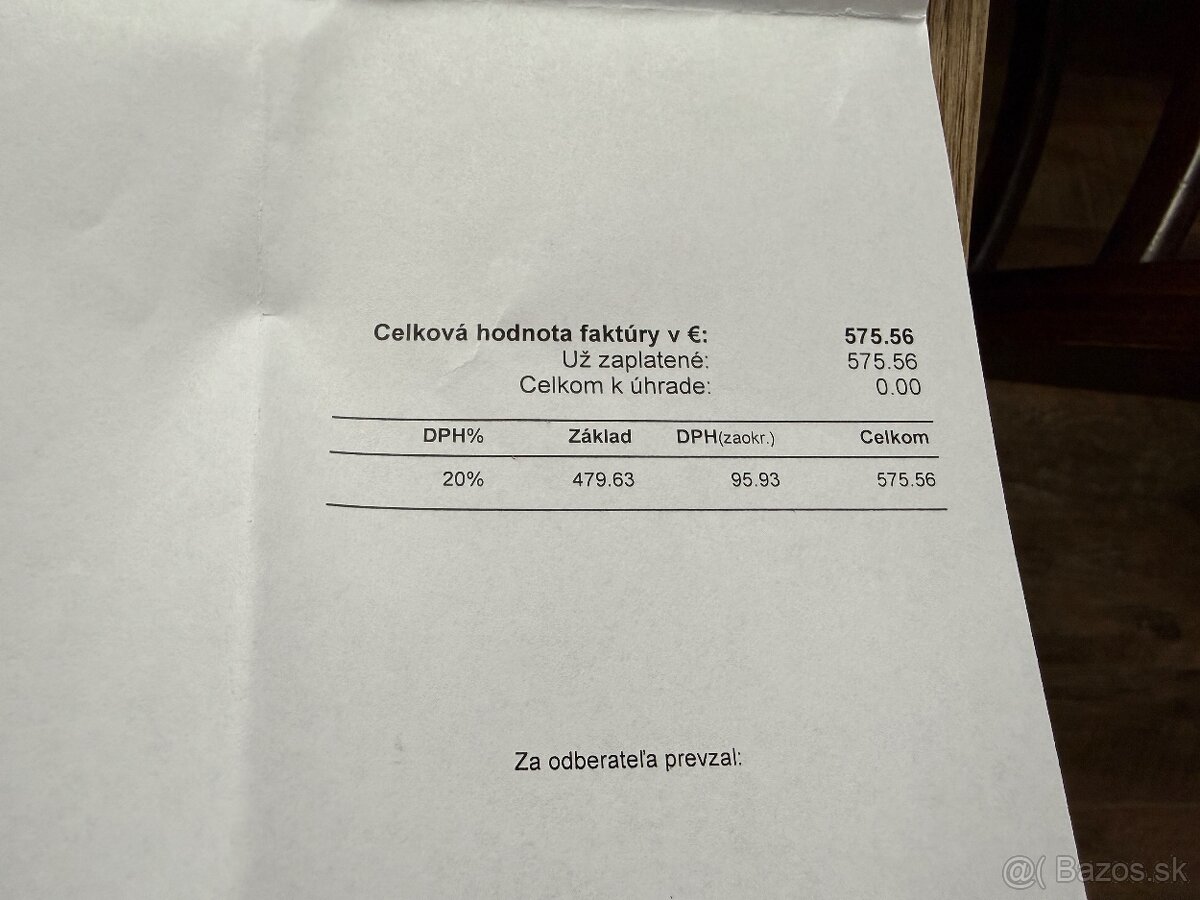 Celková hodnota faktúry v €: 575.56
Už zaplatené: 575.56
Celkom k úhrade: 0.00
DPH% Základ DPH(zaokr.) Celkom
20% 479.63 95.93 575.56
Za odberateľa prevzal:
@( Bazos.sk